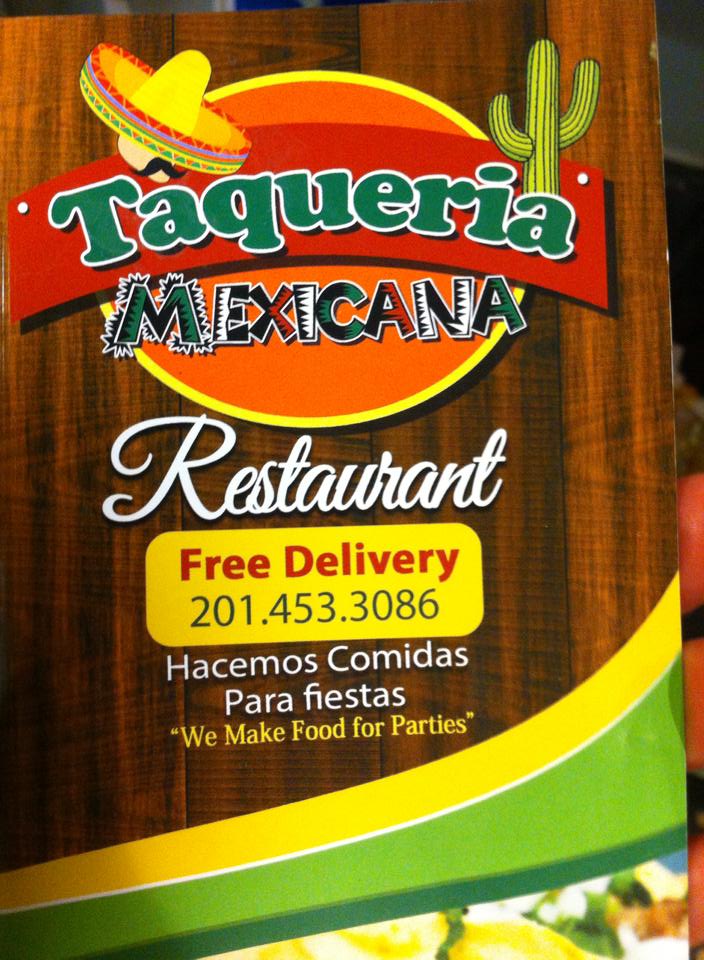 Taqueria
MEXICANA
Restaurant
Free Delivery
201.453.3086
Hacemos Comidas
Para fiestas
“We Make Food for Parties”